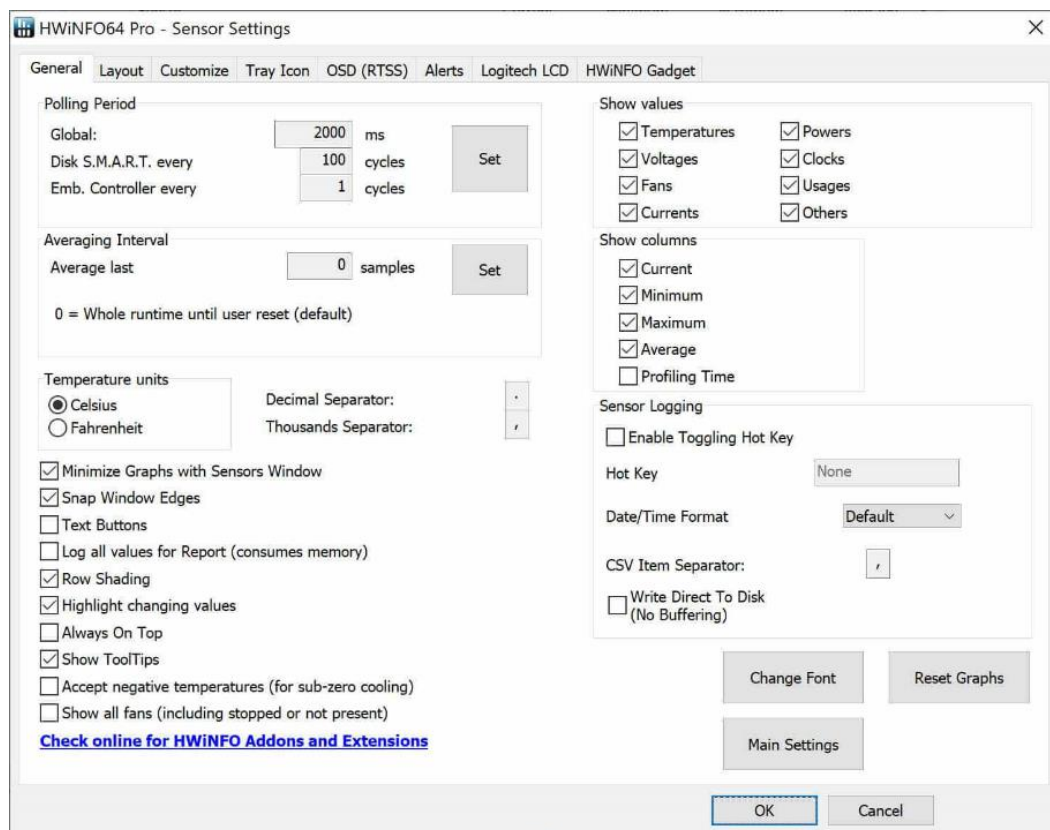 HWiNFO64 Pro - Sensor Settings
General Layout Customize Tray Icon OSD (RTSS) Alerts Logitech LCD HWiNFO Gadget
Polling Period
Global: 2000 ms
Disk S.M.A.R.T. every 100 cycles
Emb. Controller every 1 cycles
Set
Averaging Interval
Average last 0 samples
Set
0 = Whole runtime until user reset (default)
Temperature units
Celsius
Fahrenheit
Decimal Separator: .
Thousands Separator: ,
Minimize Graphs with Sensors Window
Snap Window Edges
Text Buttons
Log all values for Report (consumes memory)
Row Shading
Highlight changing values
Always On Top
Show ToolTips
Accept negative temperatures (for sub-zero cooling)
Show all fans (including stopped or not present)
Check online for HWiNFO Addons and Extensions
Show values
Temperatures Powers
Voltages Clocks
Fans Usages
Currents Others
Show columns
Current
Minimum
Maximum
Average
Profiling Time
Sensor Logging
Enable Toggling Hot Key
Hot Key None
Date/Time Format Default
CSV Item Separator: ,
Write Direct To Disk
(No Buffering)
Change Font Reset Graphs
Main Settings
OK Cancel